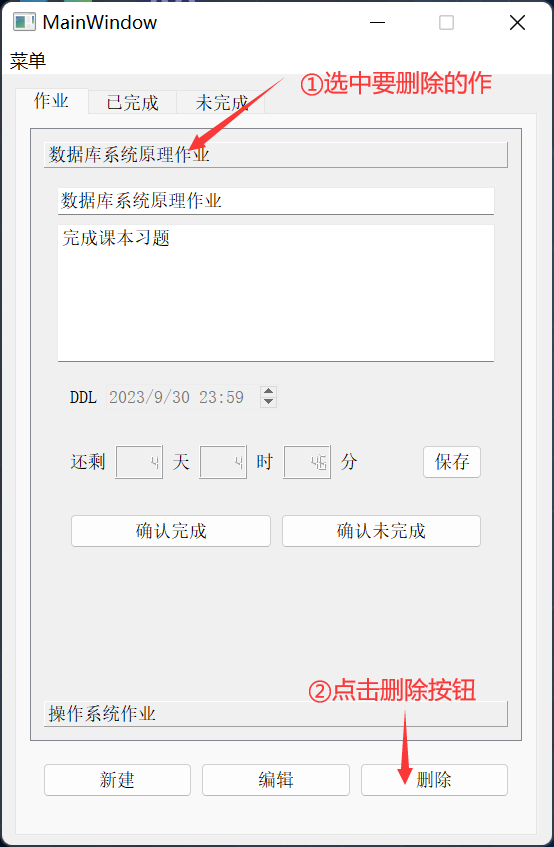 MainWindow
菜单
作业 已完成 未完成
①选中要删除的作
数据库系统原理作业
数据库系统原理作业
完成课本习题
DDL 2023/9/30 23:59
还剩 4 天 4 时 46 分 保存
确认完成 确认未完成
②点击删除按钮
操作系统作业
新建 编辑 删除